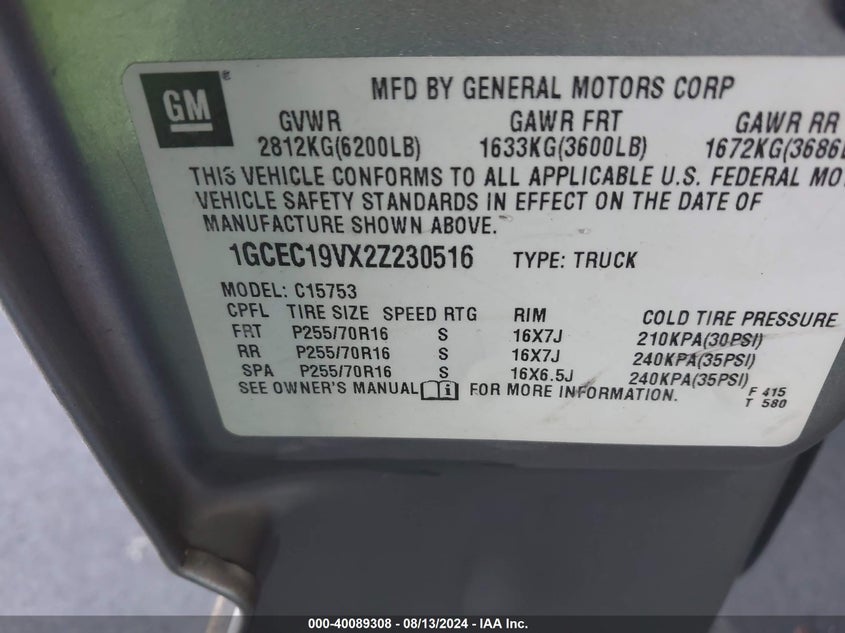 GM®
MFD BY GENERAL MOTORS CORP
GVWR GAWR FRT GAWR RR
2812KG(6200LB) 1633KG(3600LB) 1672KG(3686L
THIS VEHICLE CONFORMS TO ALL APPLICABLE U.S. FEDERAL MO
VEHICLE SAFETY STANDARDS IN EFFECT ON THE DATE OF
MANUFACTURE SHOWN ABOVE.
1GCEC19VX2Z230516 TYPE: TRUCK
MODEL: C15753
CPFL TIRE SIZE SPEED RTG RIM COLD TIRE PRESSURE
FRT P255/70R16 S 16X7J 210KPA(30PSI)
RR P255/70R16 S 16X7J 240KPA(35PSI)
SPA P255/70R16 S 16X6.5J 240KPA(35PSI)
SEE OWNER'S MANUAL i FOR MORE INFORMATION.
F 415
T 580
000-40089308 - 08/13/2024 - IAA Inc.